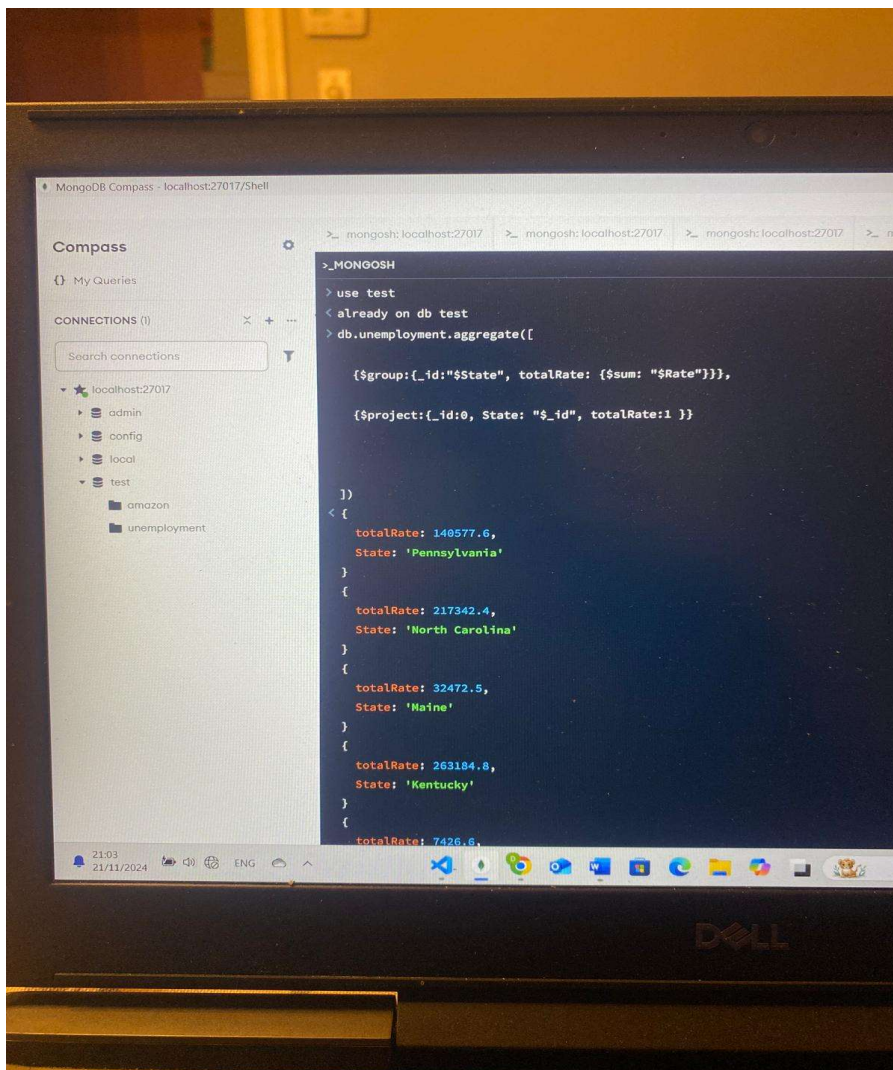 MongoDB Compass - localhost:27017/Shell
Compass
{} My Queries
CONNECTIONS (1)
Search connections
localhost:27017
admin
config
local
test
amazon
unemployment
>_ mongosh: localhost:27017 >_ mongosh: localhost:27017 >_ mongosh: localhost:27017 >_
>_MONGOSH
> use test
< already on db test
> db.unemployment.aggregate([
{$group:{_id:"$State", totalRate: {$sum: "$Rate"}}},
{$project:{_id:0, State: "$_id", totalRate:1 }}
])
< {
totalRate: 140577.6,
State: 'Pennsylvania'
}
{
totalRate: 217342.4,
State: 'North Carolina'
}
{
totalRate: 32472.5,
State: 'Maine'
}
{
totalRate: 263184.8,
State: 'Kentucky'
}
{
totalRate: 7426.6,
21:03
21/11/2024
ENG
DELL